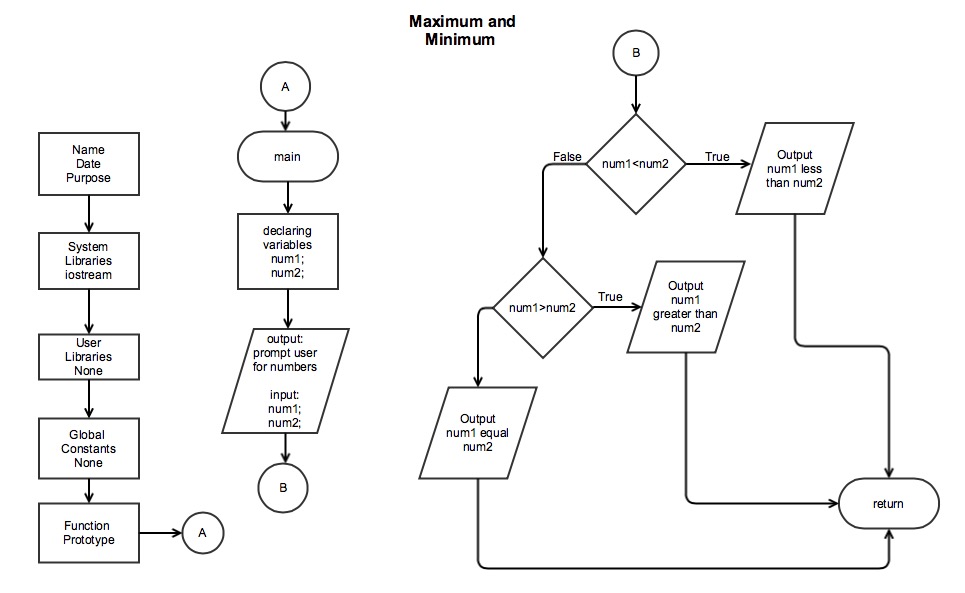 Maximum and
Minimum
Name
Date
Purpose
System
Libraries
iostream
User
Libraries
None
Global
Constants
None
Function
Prototype
A
A
main
declaring
variables
num1;
num2;
output:
prompt user
for numbers
input:
num1;
num2;
B
B
num1<num2
False
True
Output
num1 less
than num2
num1>num2
True
Output
num1
greater than
num2
Output
num1 equal
num2
return